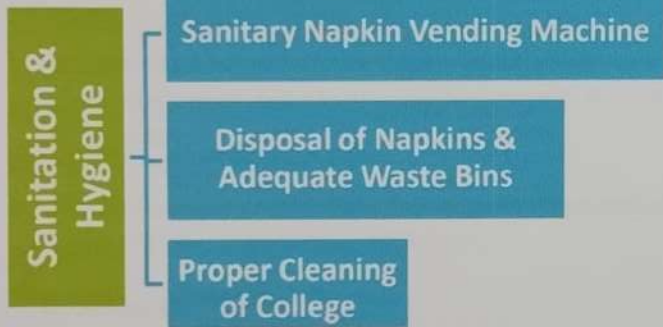 Sanitation &
Hygiene
Sanitary Napkin Vending Machine
Disposal of Napkins &
Adequate Waste Bins
Proper Cleaning
of College